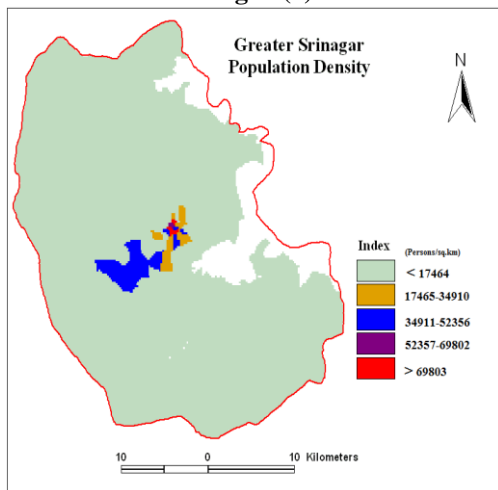 Greater Srinagar
Population Density
N
Index (Persons/sq.km)
< 17464
17465-34910
34911-52356
52357-69802
> 69803
10 0 10 Kilometers